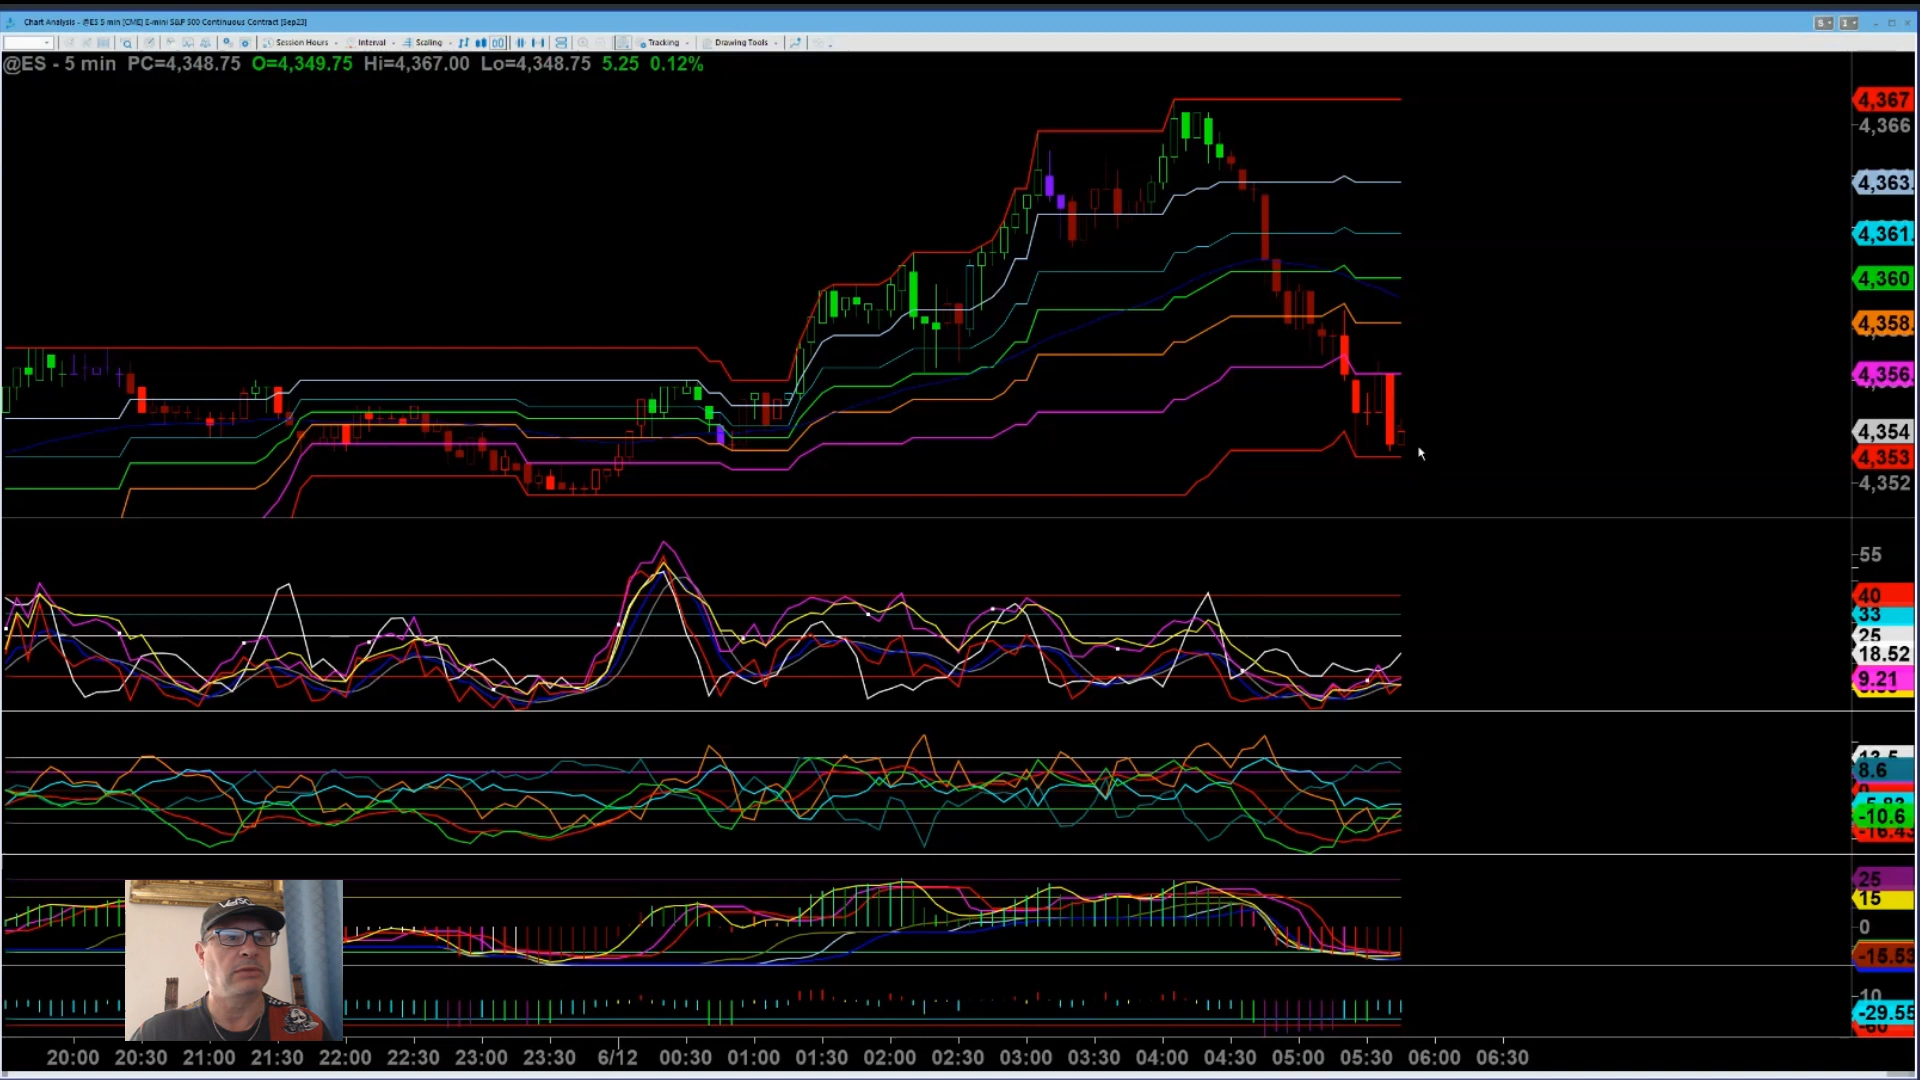 Chart Analysis - @ES 5 min [CME] E-mini S&P 500 Continuous Contract [Sep23]
S
I
Session Hours
Interval
Scaling
Tracking
Drawing Tools
@ES - 5 min PC=4,348.75 O=4,349.75 Hi=4,367.00 Lo=4,348.75 5.25 0.12%
4,367
4,366
4,363.
4,361.
4,360
4,358.
4,356.
4,354
4,353
4,352
55
40
33
25
18.52
9.21
8.6
-10.6
25
15
0
-15.53
10
-29.55
20:00 20:30 21:00 21:30 22:00 22:30 23:00 23:30 6/12 00:30 01:00 01:30 02:00 02:30 03:00 03:30 04:00 04:30 05:00 05:30 06:00 06:30